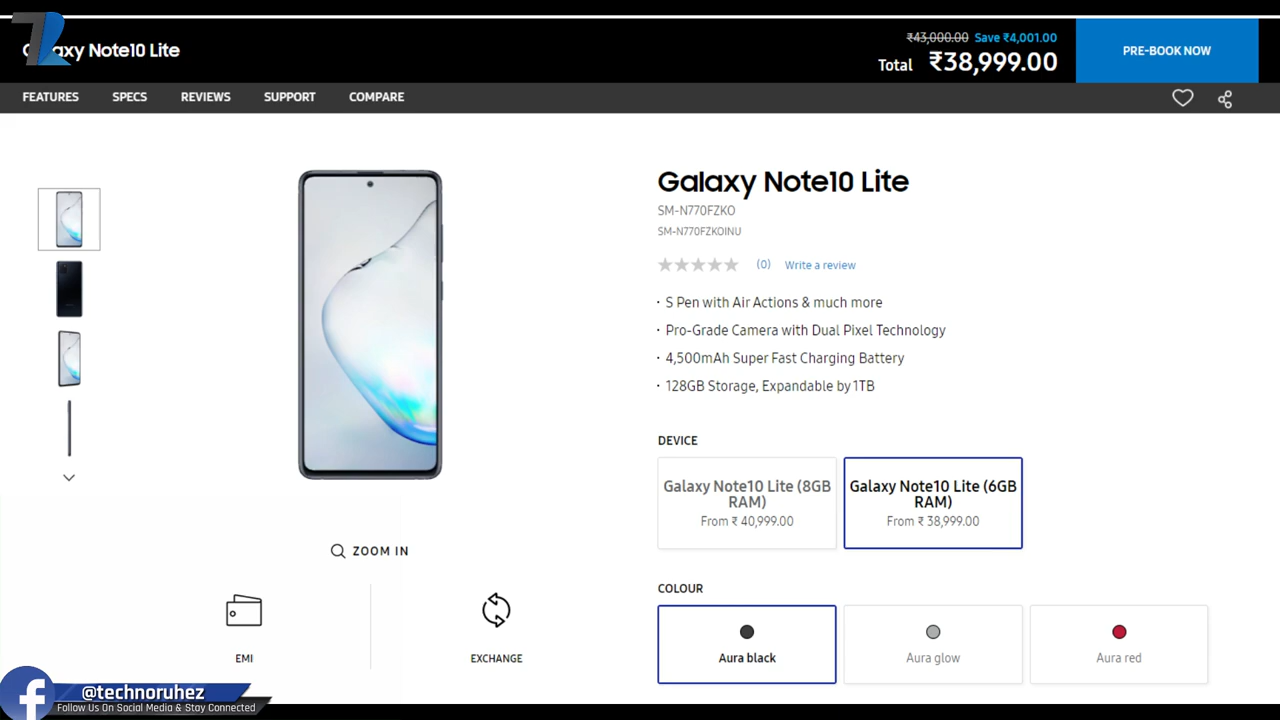 Galaxy Note10 Lite
₹43,000.00 Save ₹4,001.00
Total ₹38,999.00
PRE-BOOK NOW
FEATURES SPECS REVIEWS SUPPORT COMPARE
Galaxy Note10 Lite
SM-N770FZKO
SM-N770FZKOINU
(0) Write a review
· S Pen with Air Actions & much more
· Pro-Grade Camera with Dual Pixel Technology
· 4,500mAh Super Fast Charging Battery
· 128GB Storage, Expandable by 1TB
DEVICE
Galaxy Note10 Lite (8GB
RAM)
From ₹ 40,999.00
Galaxy Note10 Lite (6GB
RAM)
From ₹ 38,999.00
ZOOM IN
COLOUR
Aura black
Aura glow
Aura red
EMI
EXCHANGE
@technoruhez
Follow Us On Social Media & Stay Connected